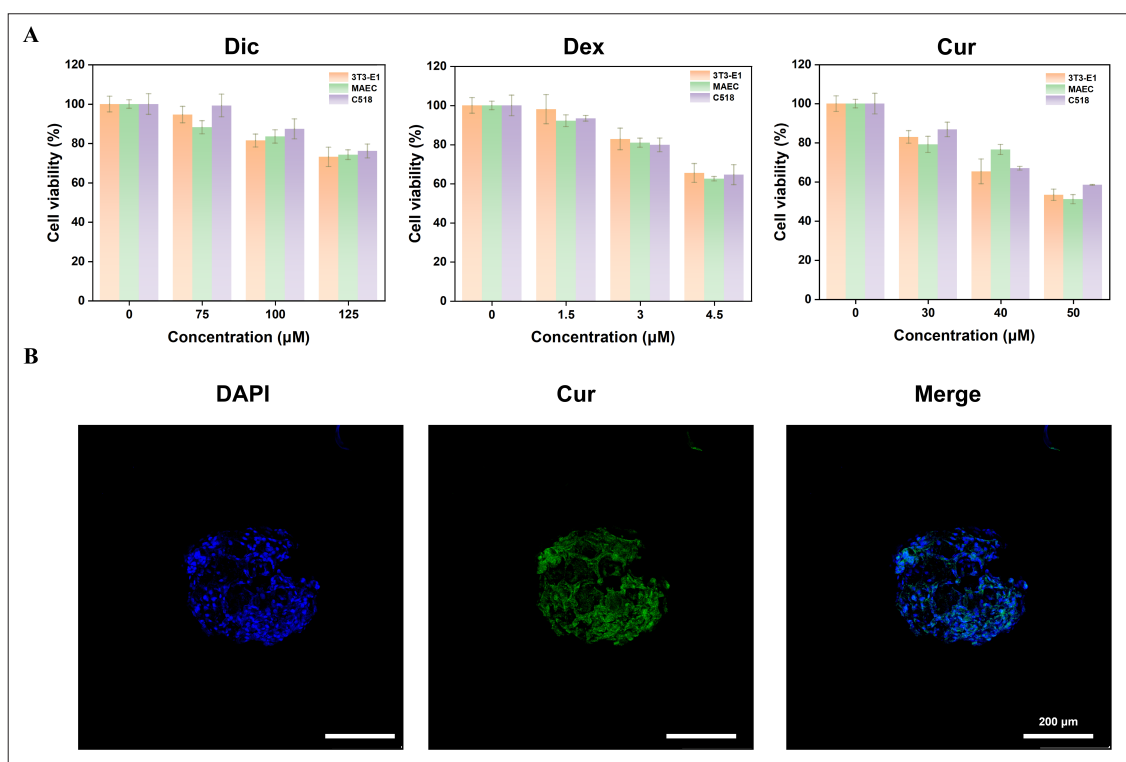 A
Dic
Dex
Cur
120
100
80
60
40
20
0
Cell viability (%)
3T3-E1
MAEC
C518
0 75 100 125
Concentration (μM)
120
100
80
60
40
20
0
Cell viability (%)
3T3-E1
MAEC
C518
0 1.5 3 4.5
Concentration (μM)
120
100
80
60
40
20
0
Cell viability (%)
3T3-E1
MAEC
C518
0 30 40 50
Concentration (μM)
B
DAPI
Cur
Merge
200 μm